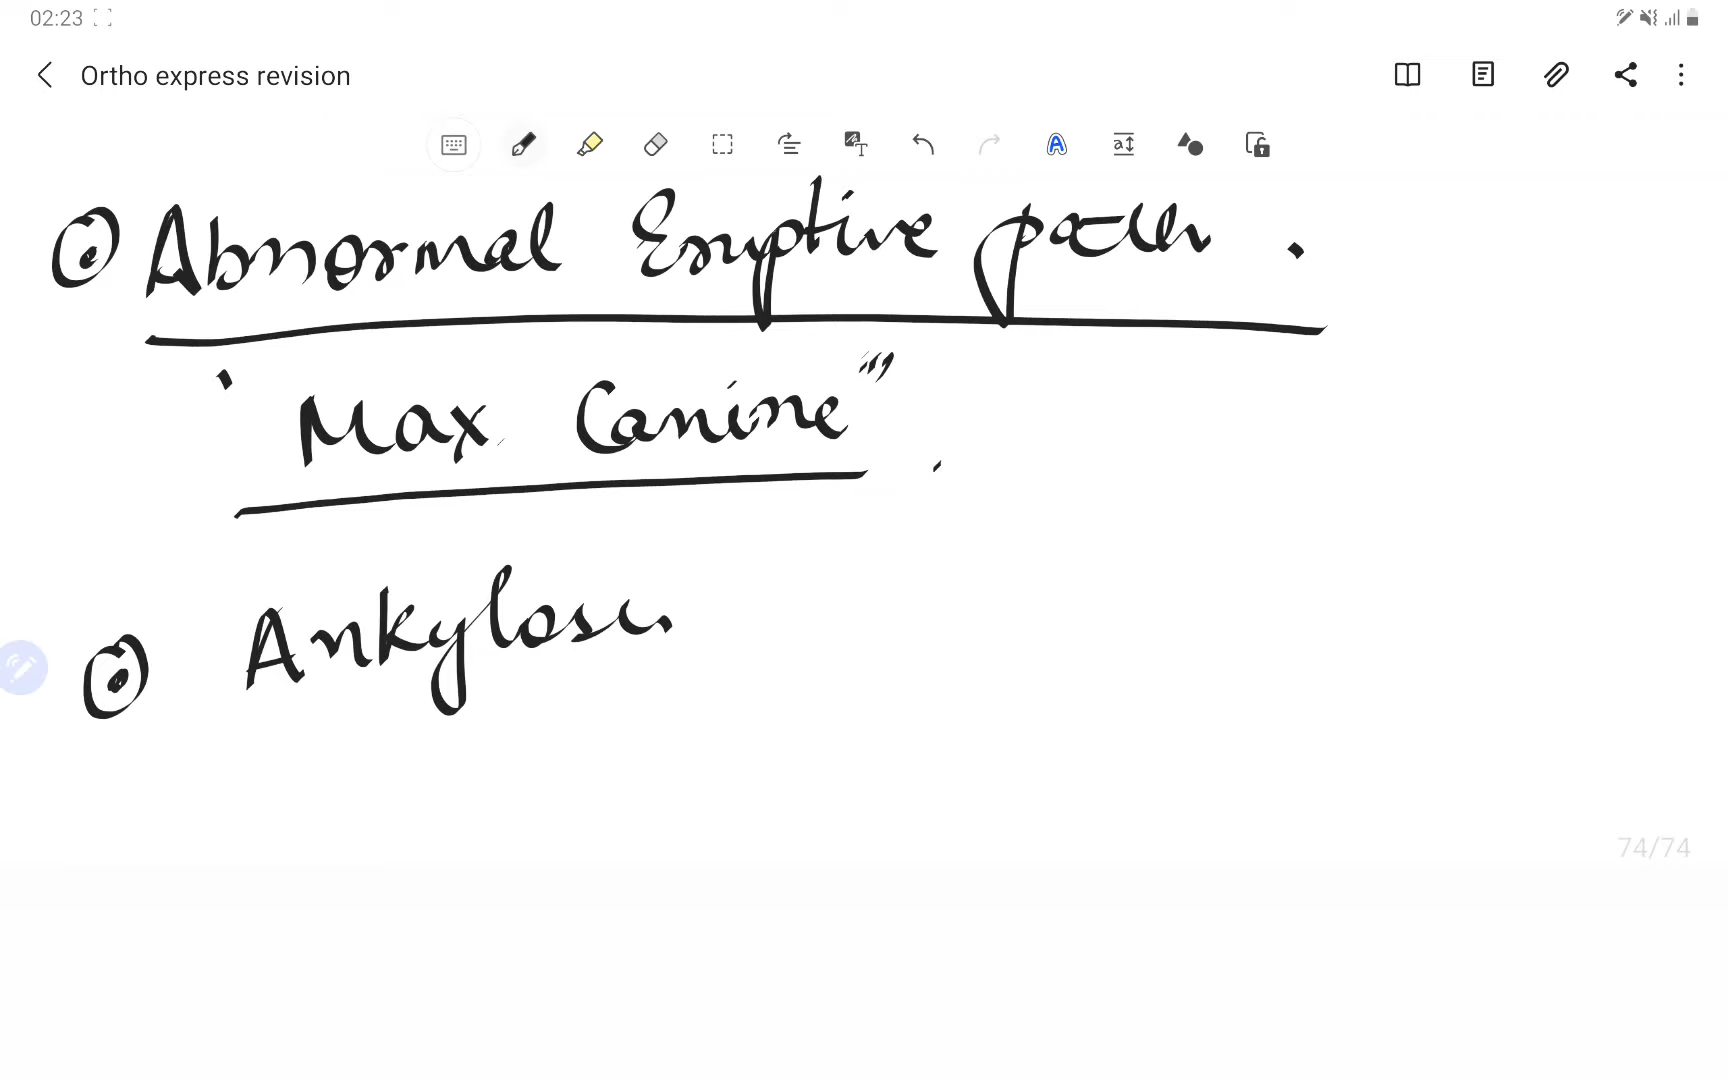 02:23
Ortho express revision
Abnormal Eruptive path.
"Max. Canine"
Ankylosis
74/74